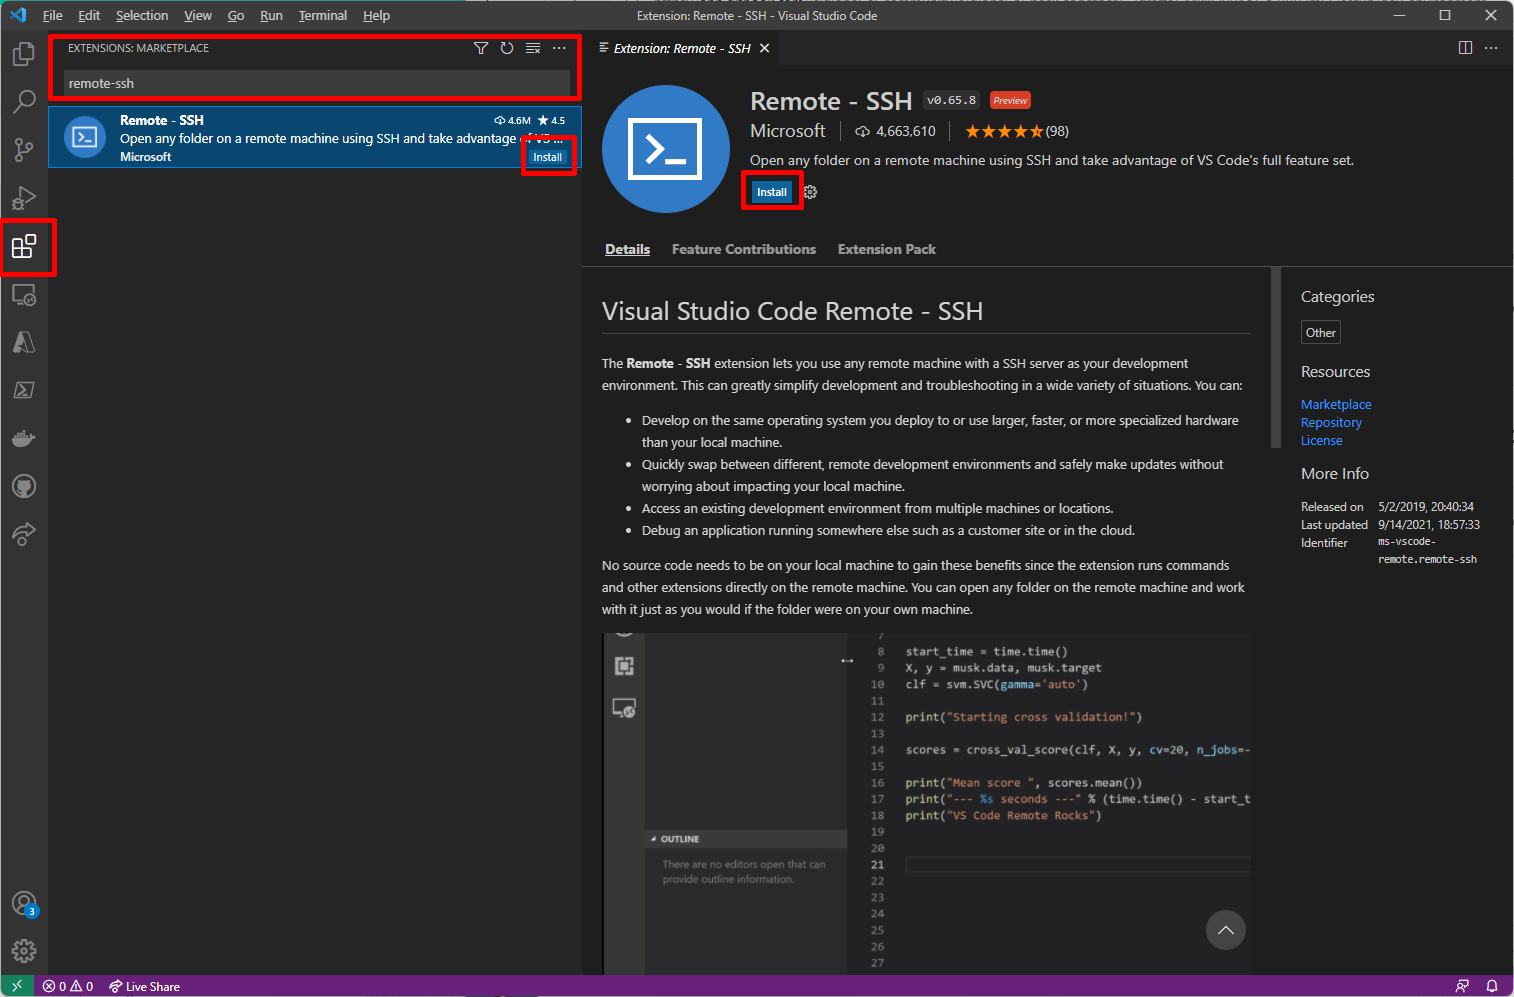 File Edit Selection View Go Run Terminal Help
Extension: Remote - SSH - Visual Studio Code
EXTENSIONS: MARKETPLACE
remote-ssh
Remote - SSH 4.6M ★ 4.5
Open any folder on a remote machine using SSH and take advantage of VS ...
Microsoft Install
Extension: Remote - SSH
Remote - SSH v0.65.8 Preview
Microsoft 4,663,610 ★★★★★ (98)
Open any folder on a remote machine using SSH and take advantage of VS Code's full feature set.
Install
Details Feature Contributions Extension Pack
Visual Studio Code Remote - SSH
The Remote - SSH extension lets you use any remote machine with a SSH server as your development
environment. This can greatly simplify development and troubleshooting in a wide variety of situations. You can:
• Develop on the same operating system you deploy to or use larger, faster, or more specialized hardware
than your local machine.
• Quickly swap between different, remote development environments and safely make updates without
worrying about impacting your local machine.
• Access an existing development environment from multiple machines or locations.
• Debug an application running somewhere else such as a customer site or in the cloud.
No source code needs to be on your local machine to gain these benefits since the extension runs commands
and other extensions directly on the remote machine. You can open any folder on the remote machine and work
with it just as you would if the folder were on your own machine.
7
8 start_time = time.time()
9 X, y = musk.data, musk.target
10 clf = svm.SVC(gamma='auto')
11
12 print("Starting cross validation!")
13
14 scores = cross_val_score(clf, X, y, cv=20, n_jobs=-
15
16 print("Mean score ", scores.mean())
17 print("--- %s seconds ---" % (time.time() - start_t
18 print("VS Code Remote Rocks")
19
20
21
22
23
24
25
26
27
OUTLINE
There are no editors open that can
provide outline information.
Categories
Other
Resources
Marketplace
Repository
License
More Info
Released on 5/2/2019, 20:40:34
Last updated 9/14/2021, 18:57:33
Identifier ms-vscode-
remote.remote-ssh
3
0 0 Live Share